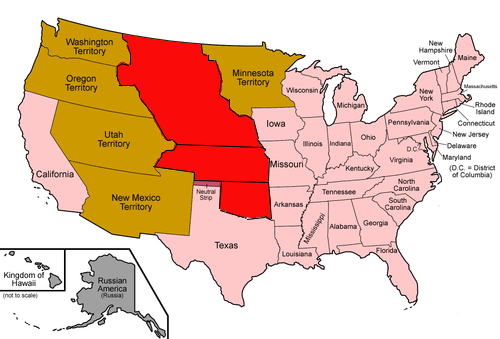 Washington
Territory
Oregon
Territory
California
Utah
Territory
New Mexico
Territory
Minnesota
Territory
Neutral
Strip
Texas
Wisconsin
Iowa
Missouri
Arkansas
Louisiana
Michigan
Illinois
Indiana
Ohio
Kentucky
Tennessee
Mississippi
Alabama
Georgia
Florida
South
Carolina
North
Carolina
Virginia
D.C.
Pennsylvania
New
York
New
Hampshire
Vermont
Maine
Massachusetts
Rhode
Island
Connecticut
New Jersey
Delaware
Maryland
(D.C. = District
of Columbia)
Kingdom of
Hawaii
(not to scale)
Russian
America
(Russia)